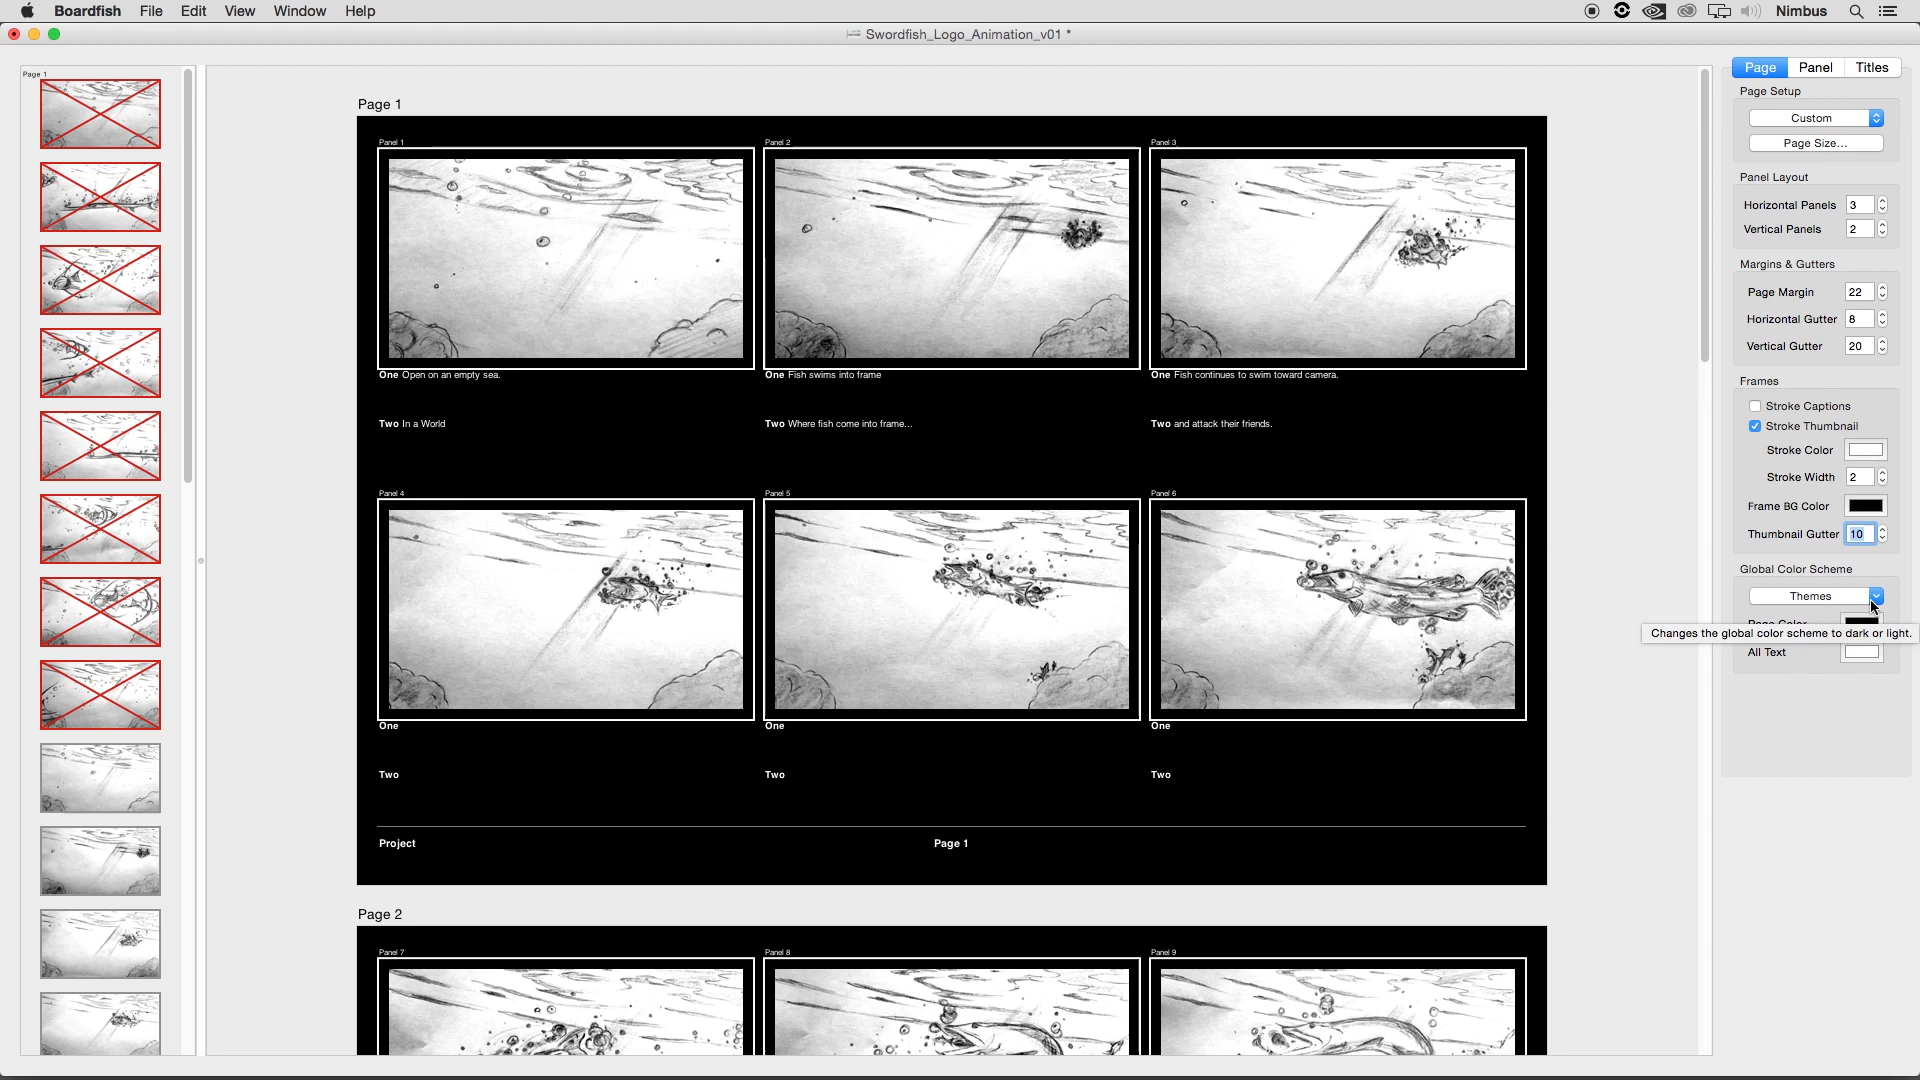 Boardfish File Edit View Window Help
Nimbus
Swordfish_Logo_Animation_v01 *
Page 1
Page 1
Panel 1
Panel 2
Panel 3
One Open on an empty sea.
One Fish swims into frame
One Fish continues to swim toward camera.
Two In a World
Two Where fish come into frame...
Two and attack their friends.
Panel 4
Panel 5
Panel 6
One
One
One
Two
Two
Two
Project
Page 1
Page 2
Panel 7
Panel 8
Panel 9
Page Panel Titles
Page Setup
Custom
Page Size...
Panel Layout
Horizontal Panels 3
Vertical Panels 2
Margins & Gutters
Page Margin 22
Horizontal Gutter 8
Vertical Gutter 20
Frames
Stroke Captions
Stroke Thumbnail
Stroke Color
Stroke Width 2
Frame BG Color
Thumbnail Gutter 10
Global Color Scheme
Themes
Page Color
Changes the global color scheme to dark or light.
All Text